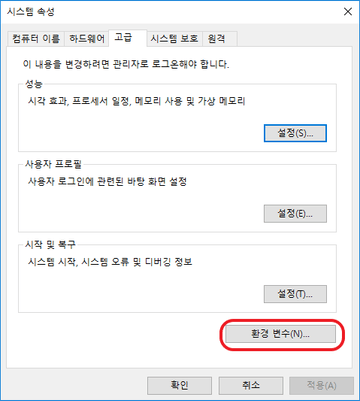 시스템 속성
컴퓨터 이름 하드웨어 고급 시스템 보호 원격
이 내용을 변경하려면 관리자로 로그온해야 합니다.
성능
시각 효과, 프로세서 일정, 메모리 사용 및 가상 메모리
설정(S)...
사용자 프로필
사용자 로그인에 관련된 바탕 화면 설정
설정(E)...
시작 및 복구
시스템 시작, 시스템 오류 및 디버깅 정보
설정(T)...
환경 변수(N)...
확인 취소 적용(A)